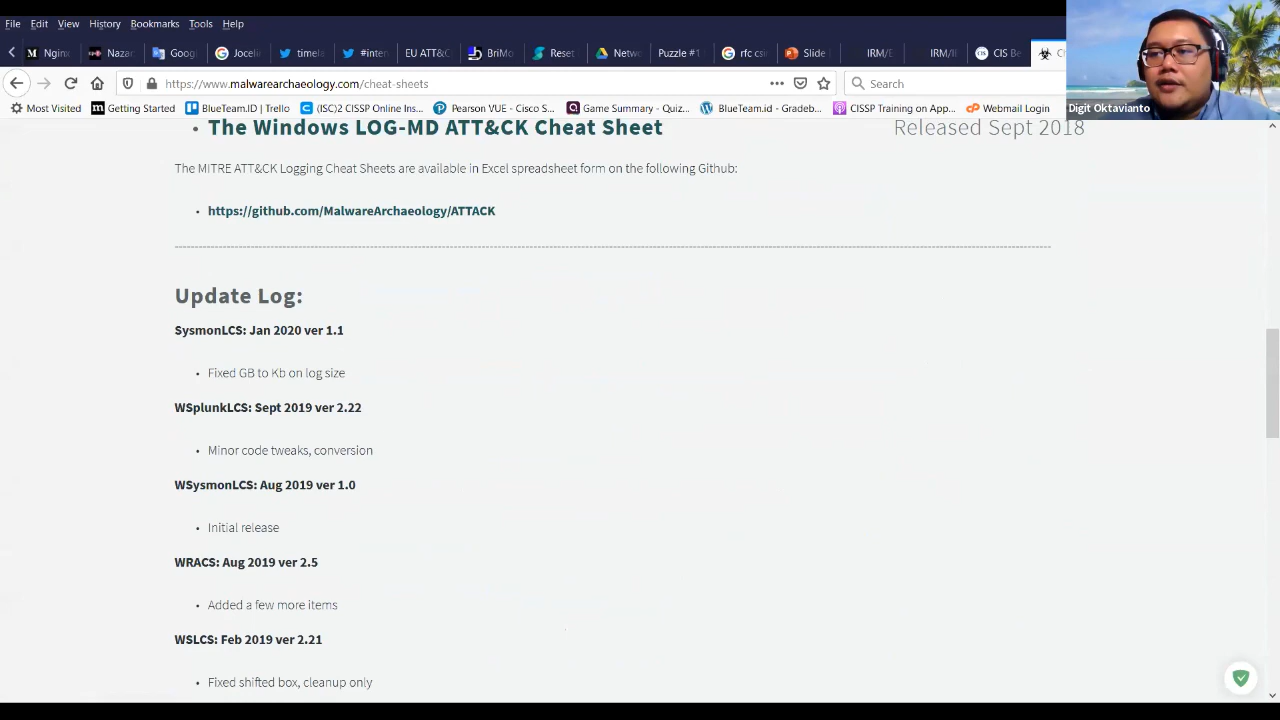 File Edit View History Bookmarks Tools Help
Nginx Nazar Goog Jocelin timela #inten EU ATT&C BriMo Reset Netwo Puzzle #1 rfc csi Slide IRM/E IRM/I CIS Be
https://www.malwarearchaeology.com/cheat-sheets Search
Most Visited Getting Started BlueTeam.ID | Trello (ISC)2 CISSP Online Ins... Pearson VUE - Cisco S... Game Summary - Quiz... BlueTeam.id - Gradeb... CISSP Training on App... Webmail Login
Digit Oktavianto
• The Windows LOG-MD ATT&CK Cheat Sheet Released Sept 2018
The MITRE ATT&CK Logging Cheat Sheets are available in Excel spreadsheet form on the following Github:
• https://github.com/MalwareArchaeology/ATTACK
Update Log:
SysmonLCS: Jan 2020 ver 1.1
• Fixed GB to Kb on log size
WSplunkLCS: Sept 2019 ver 2.22
• Minor code tweaks, conversion
WSysmonLCS: Aug 2019 ver 1.0
• Initial release
WRACS: Aug 2019 ver 2.5
• Added a few more items
WSLCS: Feb 2019 ver 2.21
• Fixed shifted box, cleanup only